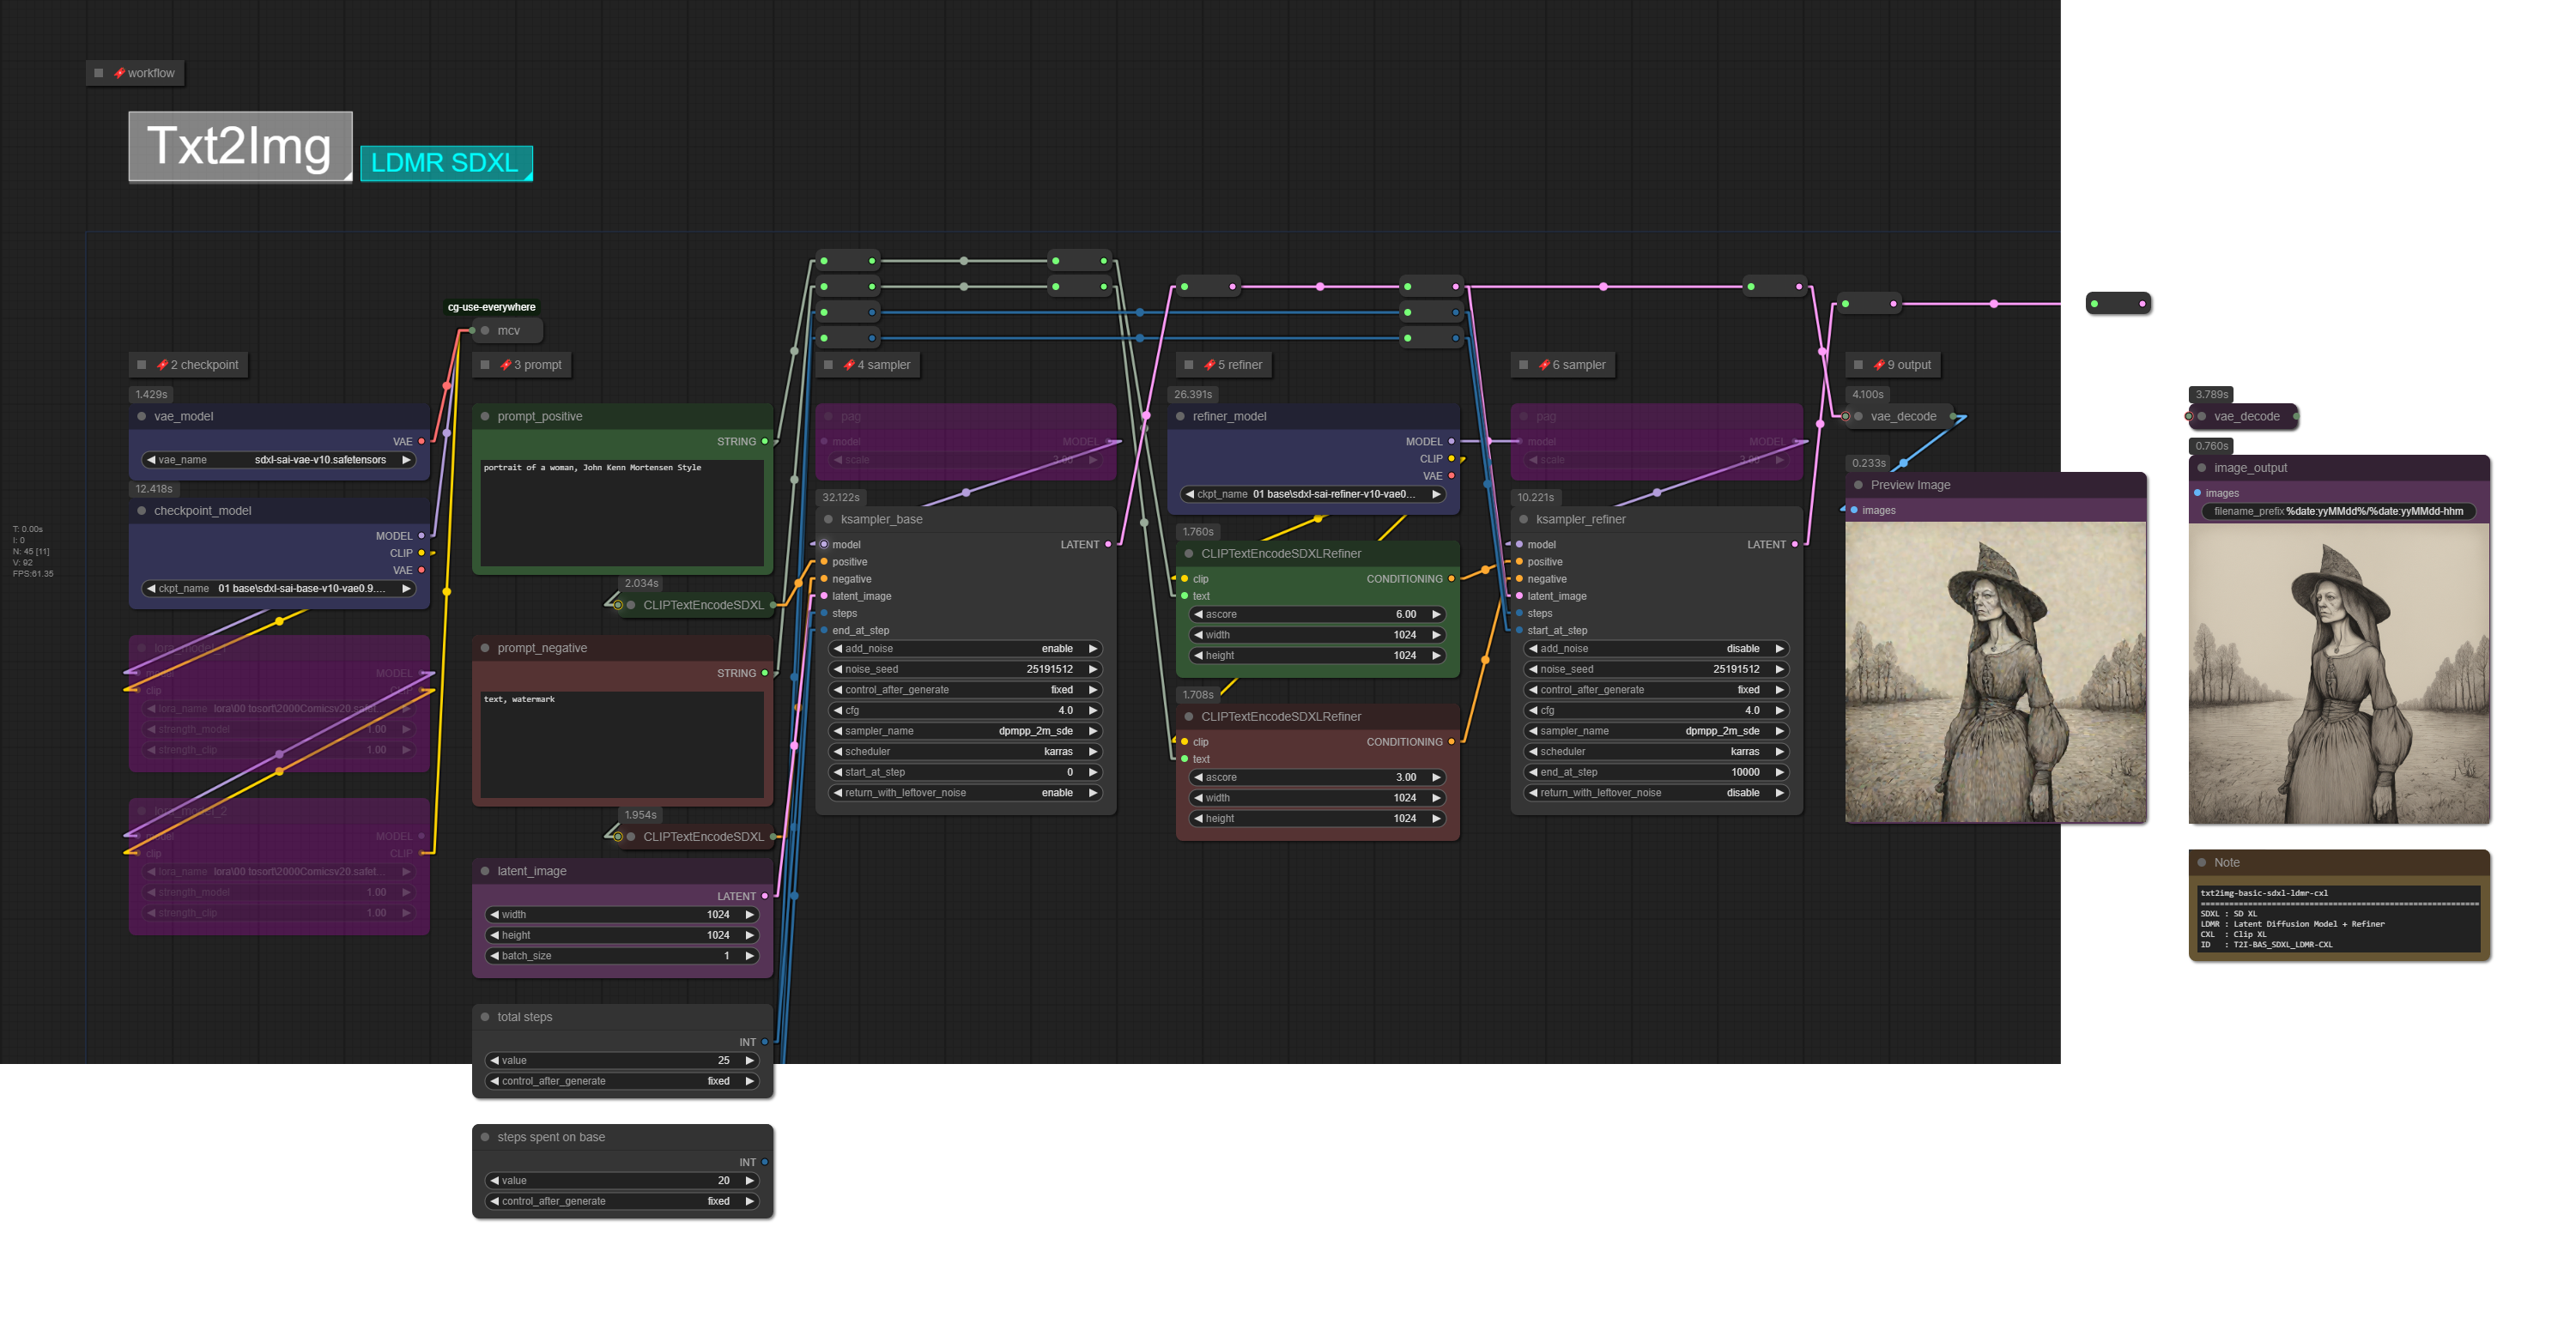 workflow
Txt2Img
LDMR SDXL
cg-use-everywhere
mcv
2 checkpoint
1.429s
vae_model
VAE
vae_name sdxl-sai-vae-v10.safetensors
12.418s
checkpoint_model
MODEL
CLIP
VAE
ckpt_name 01 base\sdxl-sai-base-v10-vae0.9....
T: 0.00s
I: 0
N: 45 [11]
V: 92
FPS:61.35
MODEL
clip
lora_name lora\00 tosort\2000Comicsv20.safet...
strength_model 1.00
strength_clip 1.00
lora_model_2
model MODEL
clip CLIP
lora_name lora\00 tosort\2000Comicsv20.safet...
strength_model 1.00
strength_clip 1.00
3 prompt
prompt_positive
STRING
portrait of a woman, John Kenn Mortensen Style
2.034s
CLIPTextEncodeSDXL
prompt_negative
STRING
text, watermark
1.954s
CLIPTextEncodeSDXL
latent_image
LATENT
width 1024
height 1024
batch_size 1
total steps
INT
value 25
control_after_generate fixed
steps spent on base
INT
value 20
control_after_generate fixed
4 sampler
pag
model MODEL
scale 3.00
32.122s
ksampler_base
model LATENT
positive
negative
latent_image
steps
end_at_step
add_noise enable
noise_seed 25191512
control_after_generate fixed
cfg 4.0
sampler_name dpmpp_2m_sde
scheduler karras
start_at_step 0
return_with_leftover_noise enable
5 refiner
26.391s
refiner_model
MODEL
CLIP
VAE
ckpt_name 01 base\sdxl-sai-refiner-v10-vae0...
1.760s
CLIPTextEncodeSDXLRefiner
clip CONDITIONING
text
ascore 6.00
width 1024
height 1024
1.708s
CLIPTextEncodeSDXLRefiner
clip CONDITIONING
text
ascore 3.00
width 1024
height 1024
6 sampler
pag
model MODEL
scale 3.00
10.221s
ksampler_refiner
model LATENT
positive
negative
latent_image
steps
start_at_step
add_noise disable
noise_seed 25191512
control_after_generate fixed
cfg 4.0
sampler_name dpmpp_2m_sde
scheduler karras
end_at_step 10000
return_with_leftover_noise disable
9 output
4.100s
vae_decode
0.233s
Preview Image
images
3.789s
vae_decode
0.760s
image_output
images
filename_prefix %date:yyMMdd%/%date:yyMMdd-hhm
Note
txt2img-basic-sdxl-ldmr-cxl
SDXL : SD XL
LDMR : Latent Diffusion Model + Refiner
CXL : Clip XL
ID : T2I-BAS_SDXL_LDMR-CXL